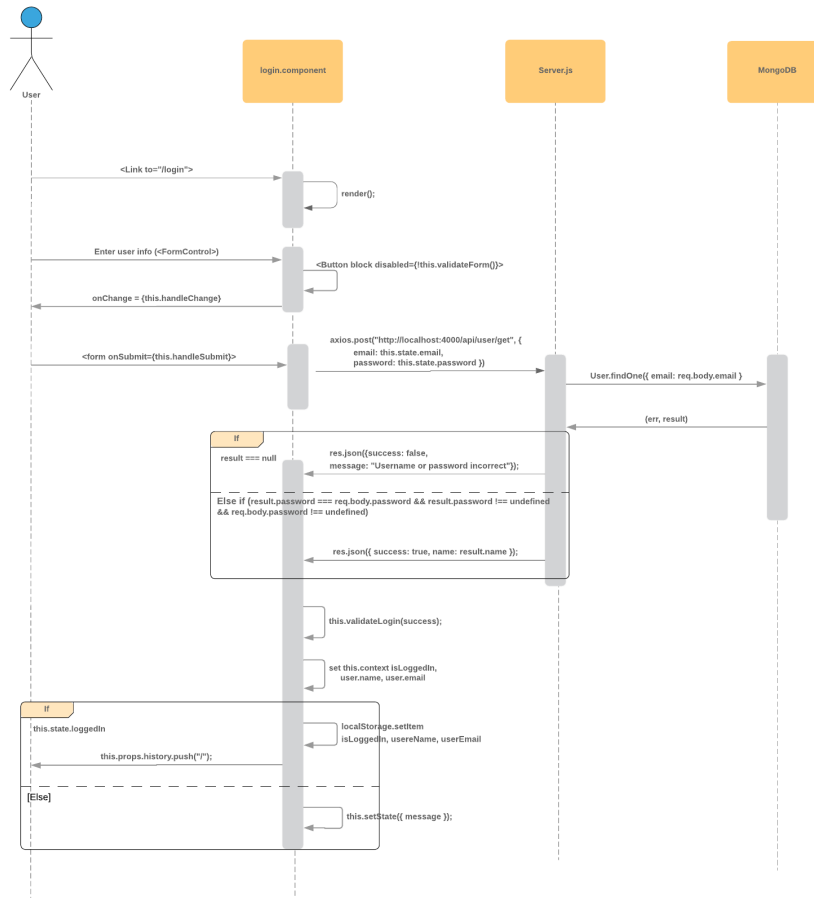 login.component
Server.js
MongoDB
User
<Link to="/login">
render();
Enter user info (<FormControl>)
<Button block disabled={!this.validateForm()}>
onChange = {this.handleChange}
axios.post("http://localhost:4000/api/user/get", {
email: this.state.email,
password: this.state.password })
<form onSubmit={this.handleSubmit}>
User.findOne({ email: req.body.email }
(err, result)
If
result === null
res.json({success: false,
message: "Username or password incorrect"});
Else if (result.password === req.body.password && result.password !== undefined
&& req.body.password !== undefined)
res.json({ success: true, name: result.name });
this.validateLogin(success);
set this.context isLoggedIn,
user.name, user.email
If
this.state.loggedIn
localStorage.setItem
isLoggedIn, usereName, userEmail
this.props.history.push("/");
[Else]
this.setState({ message });